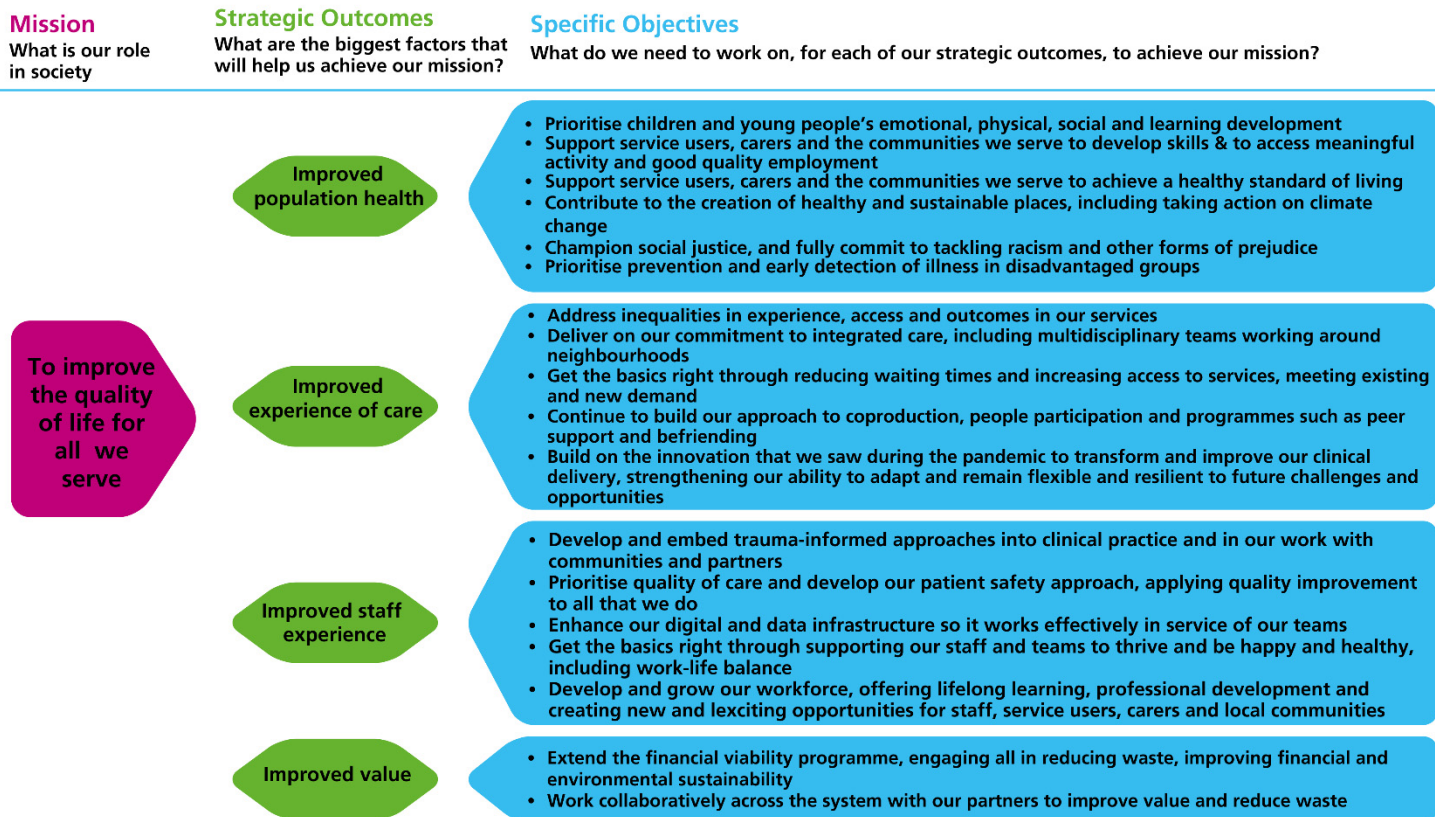 Mission
What is our role
in society
Strategic Outcomes
What are the biggest factors that
will help us achieve our mission?
Specific Objectives
What do we need to work on, for each of our strategic outcomes, to achieve our mission?
To improve
the quality
of life for
all we
serve
Improved
population health
• Prioritise children and young people's emotional, physical, social and learning development
• Support service users, carers and the communities we serve to develop skills & to access meaningful
activity and good quality employment
• Support service users, carers and the communities we serve to achieve a healthy standard of living
• Contribute to the creation of healthy and sustainable places, including taking action on climate
change
• Champion social justice, and fully commit to tackling racism and other forms of prejudice
• Prioritise prevention and early detection of illness in disadvantaged groups
Improved
experience of care
• Address inequalities in experience, access and outcomes in our services
• Deliver on our commitment to integrated care, including multidisciplinary teams working around
neighbourhoods
• Get the basics right through reducing waiting times and increasing access to services, meeting existing
and new demand
• Continue to build our approach to coproduction, people participation and programmes such as peer
support and befriending
• Build on the innovation that we saw during the pandemic to transform and improve our clinical
delivery, strengthening our ability to adapt and remain flexible and resilient to future challenges and
opportunities
Improved staff
experience
• Develop and embed trauma-informed approaches into clinical practice and in our work with
communities and partners
• Prioritise quality of care and develop our patient safety approach, applying quality improvement
to all that we do
• Enhance our digital and data infrastructure so it works effectively in service of our teams
• Get the basics right through supporting our staff and teams to thrive and be happy and healthy,
including work-life balance
• Develop and grow our workforce, offering lifelong learning, professional development and
creating new and lexciting opportunities for staff, service users, carers and local communities
Improved value
• Extend the financial viability programme, engaging all in reducing waste, improving financial and
environmental sustainability
• Work collaboratively across the system with our partners to improve value and reduce waste